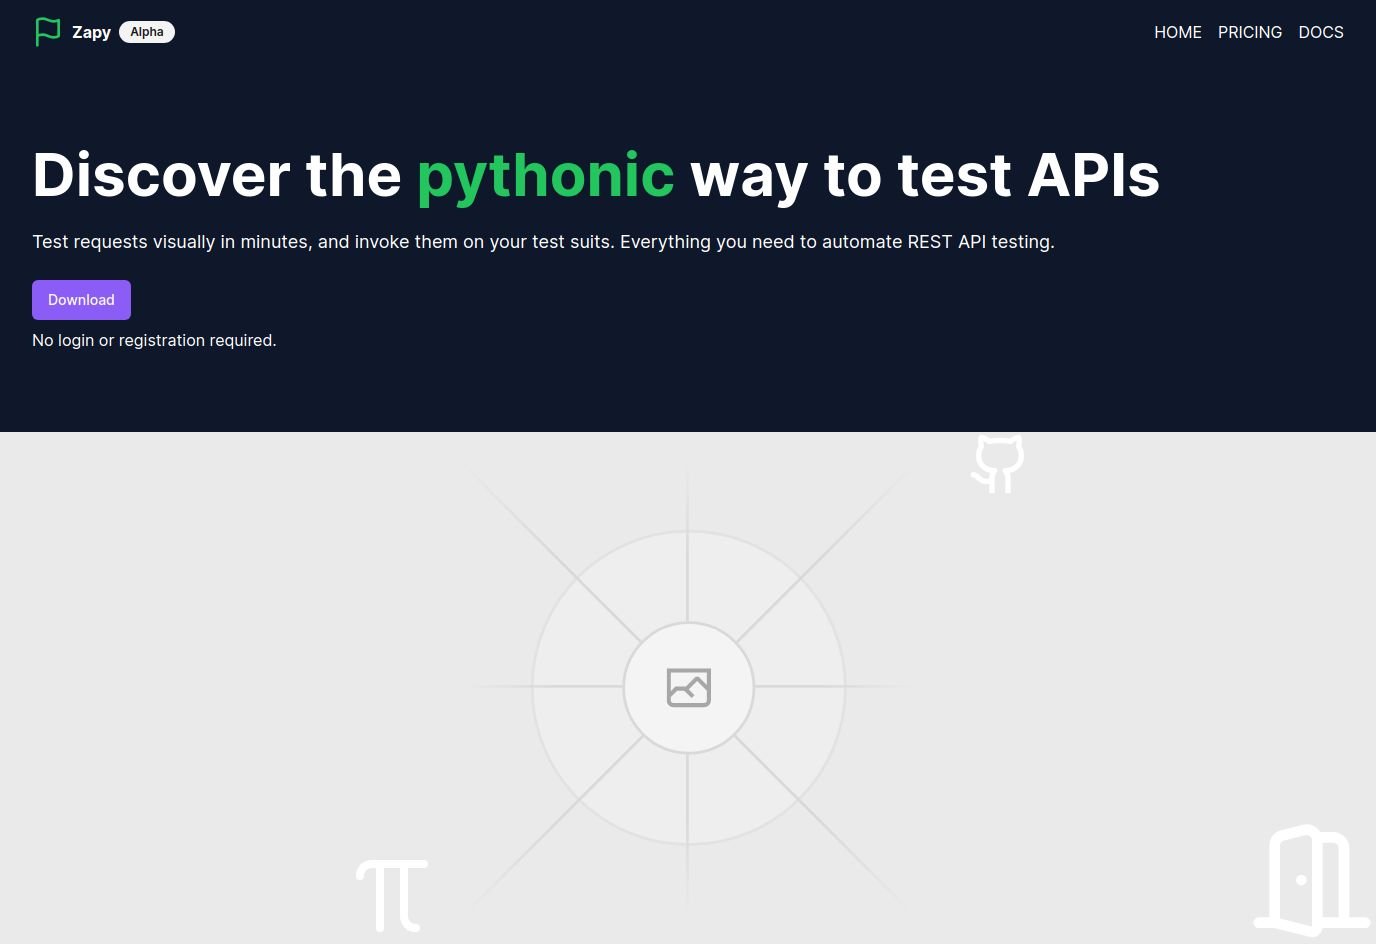 Zapy Alpha HOME PRICING DOCS
Discover the pythonic way to test APIs
Test requests visually in minutes, and invoke them on your test suits. Everything you need to automate REST API testing.
Download
No login or registration required.